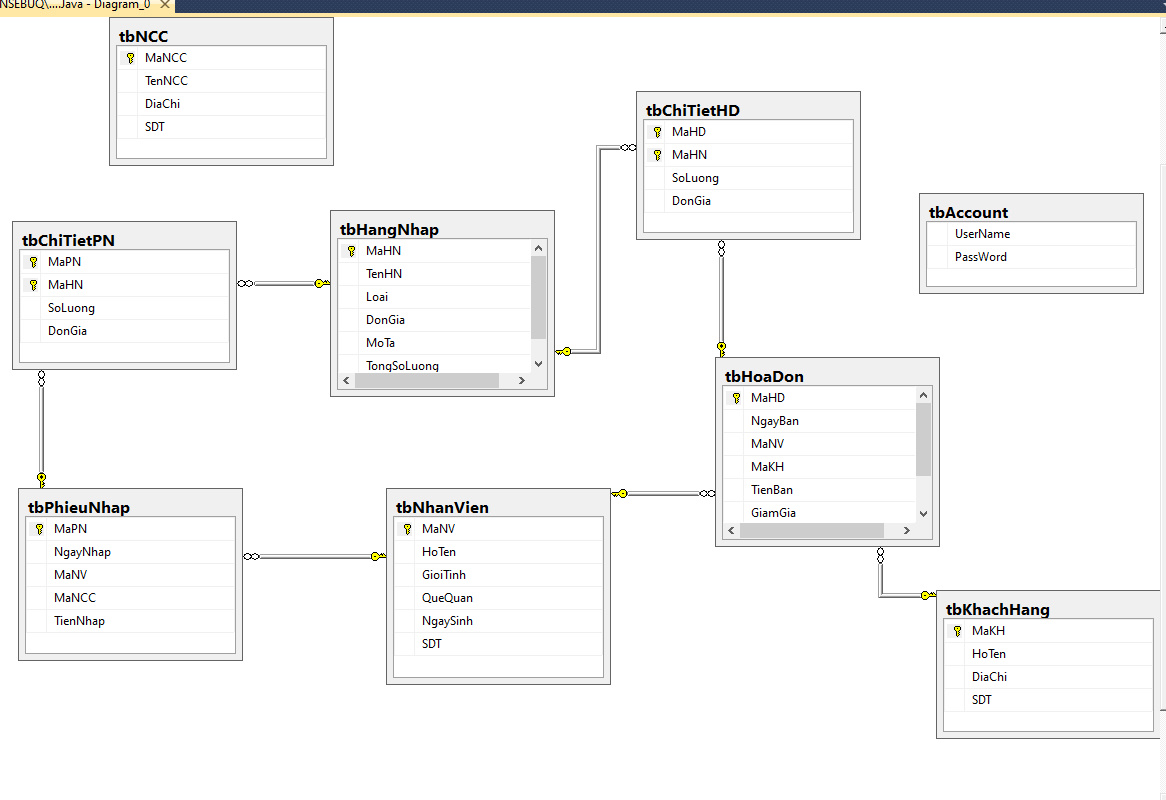 NSEBUQ\....Java - Diagram_0
tbNCC
MaNCC
TenNCC
DiaChi
SDT
tbChiTietHD
MaHD
MaHN
SoLuong
DonGia
tbAccount
UserName
PassWord
tbChiTietPN
MaPN
MaHN
SoLuong
DonGia
tbHangNhap
MaHN
TenHN
Loai
DonGia
MoTa
TongSoLuong
tbHoaDon
MaHD
NgayBan
MaNV
MaKH
TienBan
GiamGia
tbPhieuNhap
MaPN
NgayNhap
MaNV
MaNCC
TienNhap
tbNhanVien
MaNV
HoTen
GioiTinh
QueQuan
NgaySinh
SDT
tbKhachHang
MaKH
HoTen
DiaChi
SDT